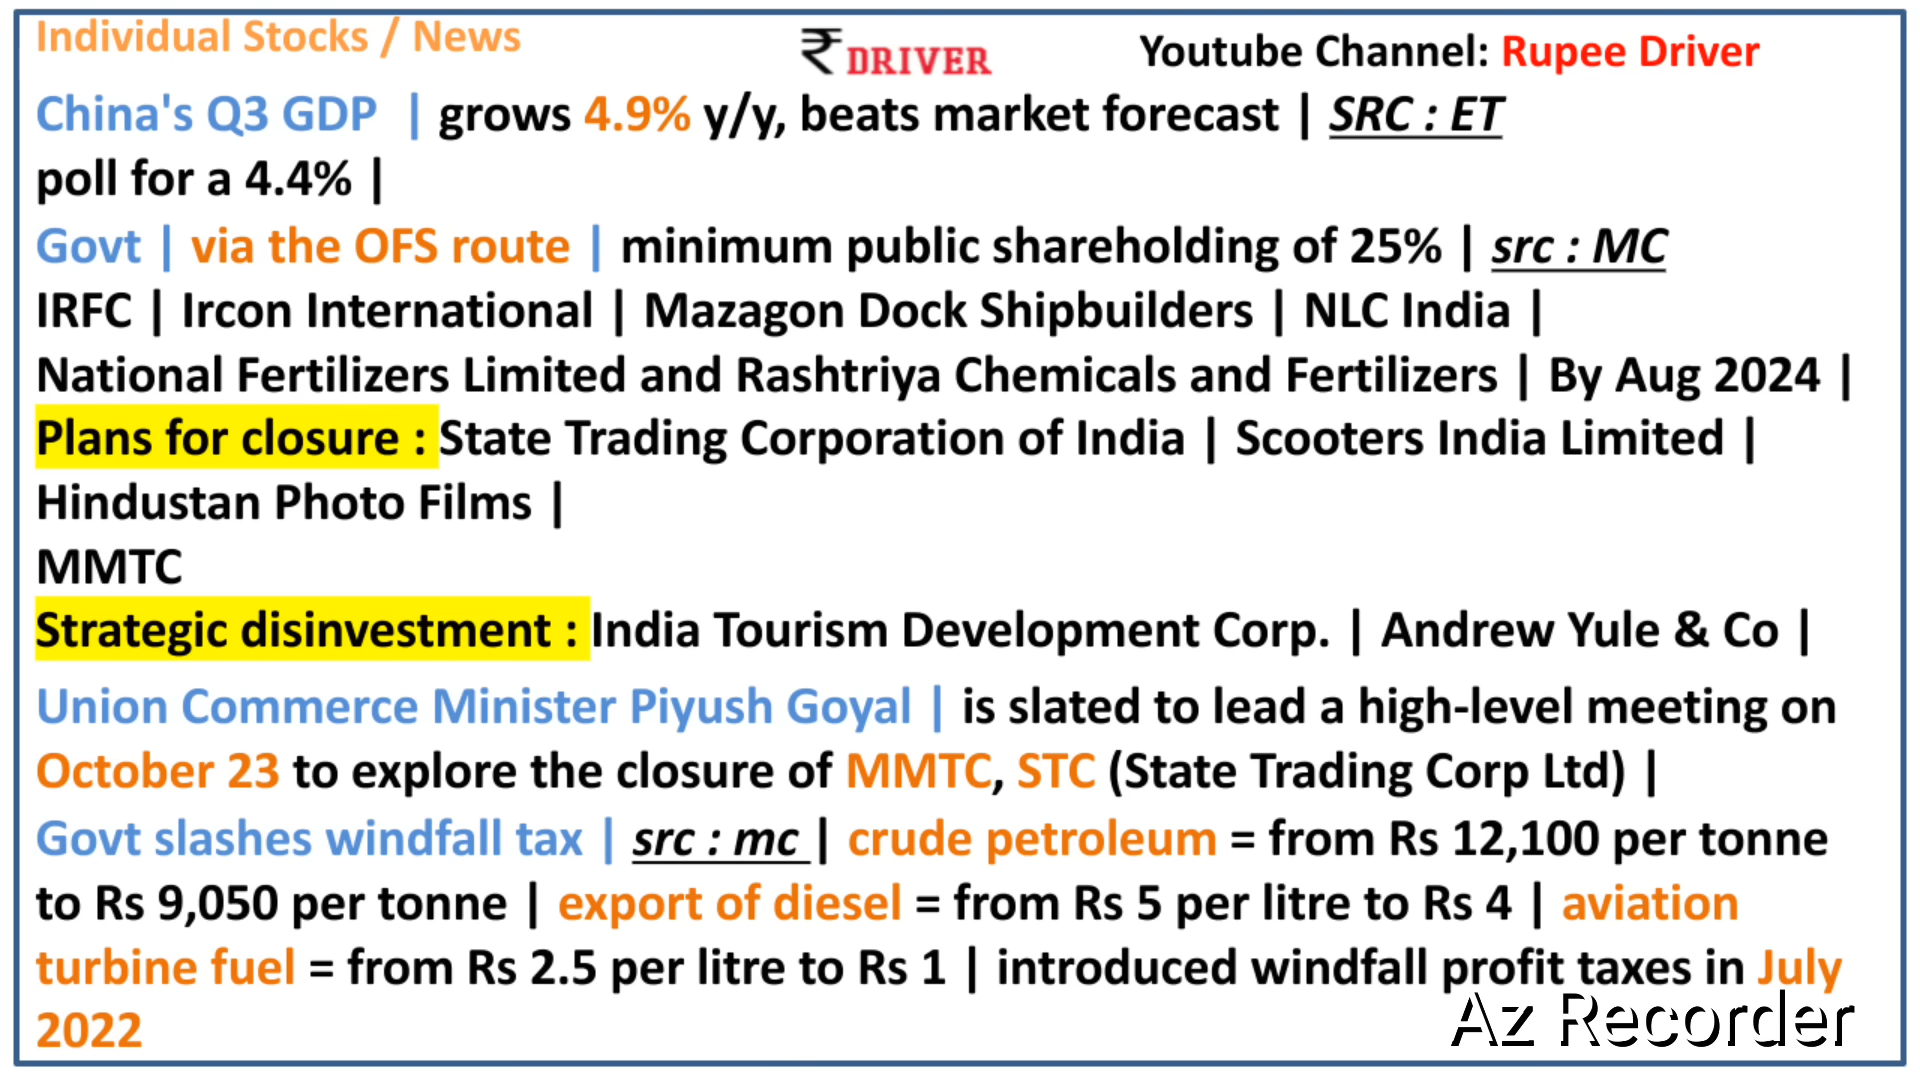 Individual Stocks / News
₹ DRIVER
Youtube Channel: Rupee Driver
China's Q3 GDP | grows 4.9% y/y, beats market forecast | SRC : ET
poll for a 4.4% |
Govt | via the OFS route | minimum public shareholding of 25% | src : MC
IRFC | Ircon International | Mazagon Dock Shipbuilders | NLC India |
National Fertilizers Limited and Rashtriya Chemicals and Fertilizers | By Aug 2024 |
Plans for closure : State Trading Corporation of India | Scooters India Limited |
Hindustan Photo Films |
MMTC
Strategic disinvestment : India Tourism Development Corp. | Andrew Yule & Co |
Union Commerce Minister Piyush Goyal | is slated to lead a high-level meeting on
October 23 to explore the closure of MMTC, STC (State Trading Corp Ltd) |
Govt slashes windfall tax | src : mc | crude petroleum = from Rs 12,100 per tonne
to Rs 9,050 per tonne | export of diesel = from Rs 5 per litre to Rs 4 | aviation
turbine fuel = from Rs 2.5 per litre to Rs 1 | introduced windfall profit taxes in July
2022
Az Recorder